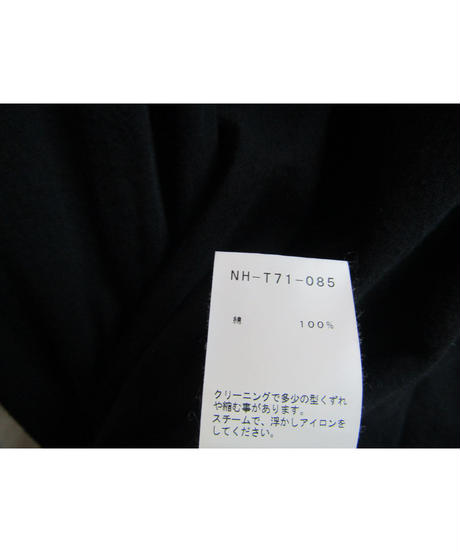 NH-T71-085
綿 100%
クリーニングで多少の型くずれ
や縮む事があります。
スチームで、浮かしアイロンを
してください。